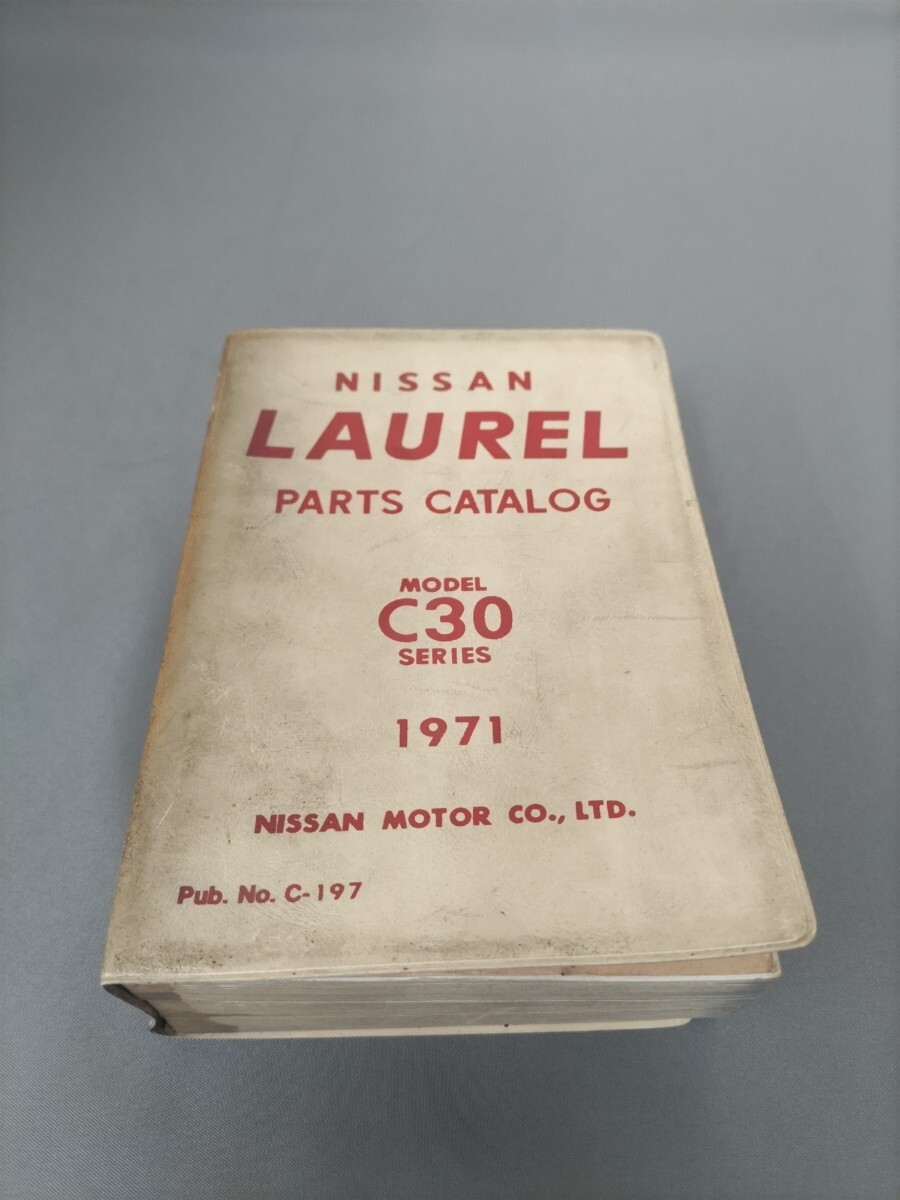 NISSAN
LAUREL
PARTS CATALOG
MODEL
C30
SERIES
1971
NISSAN MOTOR CO., LTD.
Pub. No. C-197